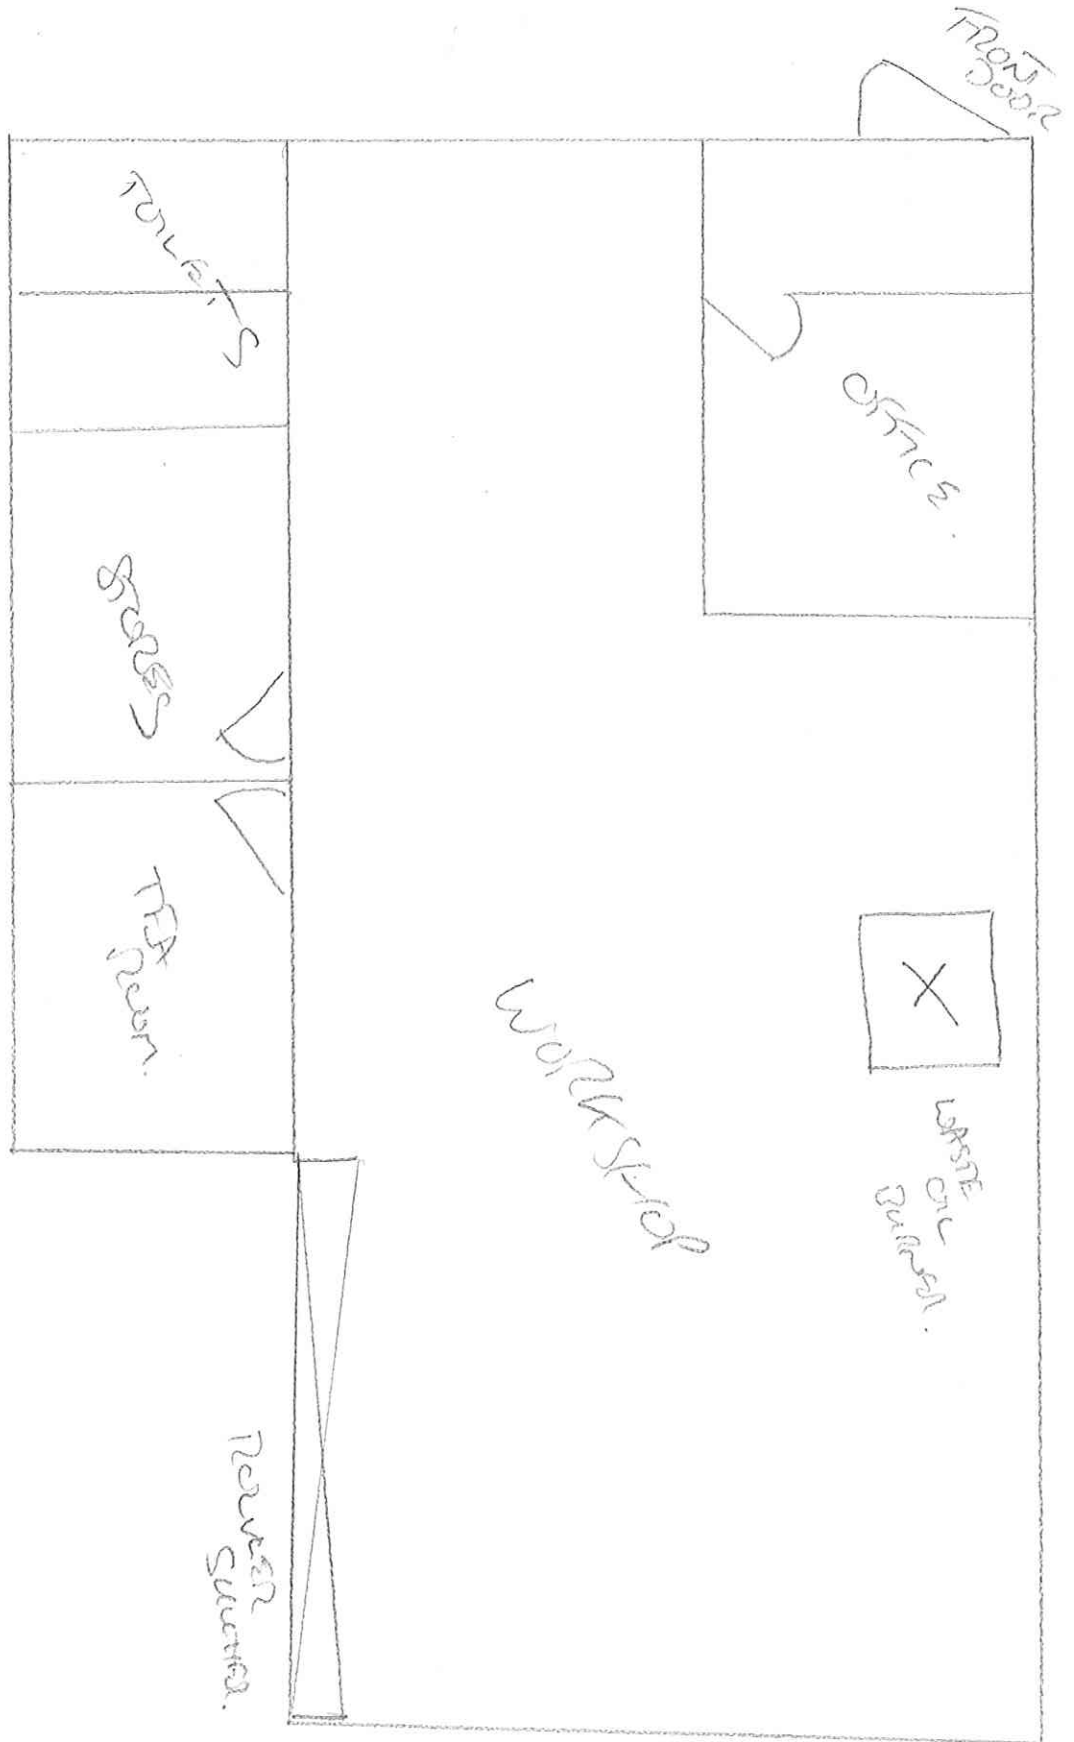 FRONT
DOOR
TOILETS
OFFICE.
STORES
TEA
ROOM.
X
WORKSHOP
WASTE
OIL
BURNER.
ROLLER
SHUTTER.